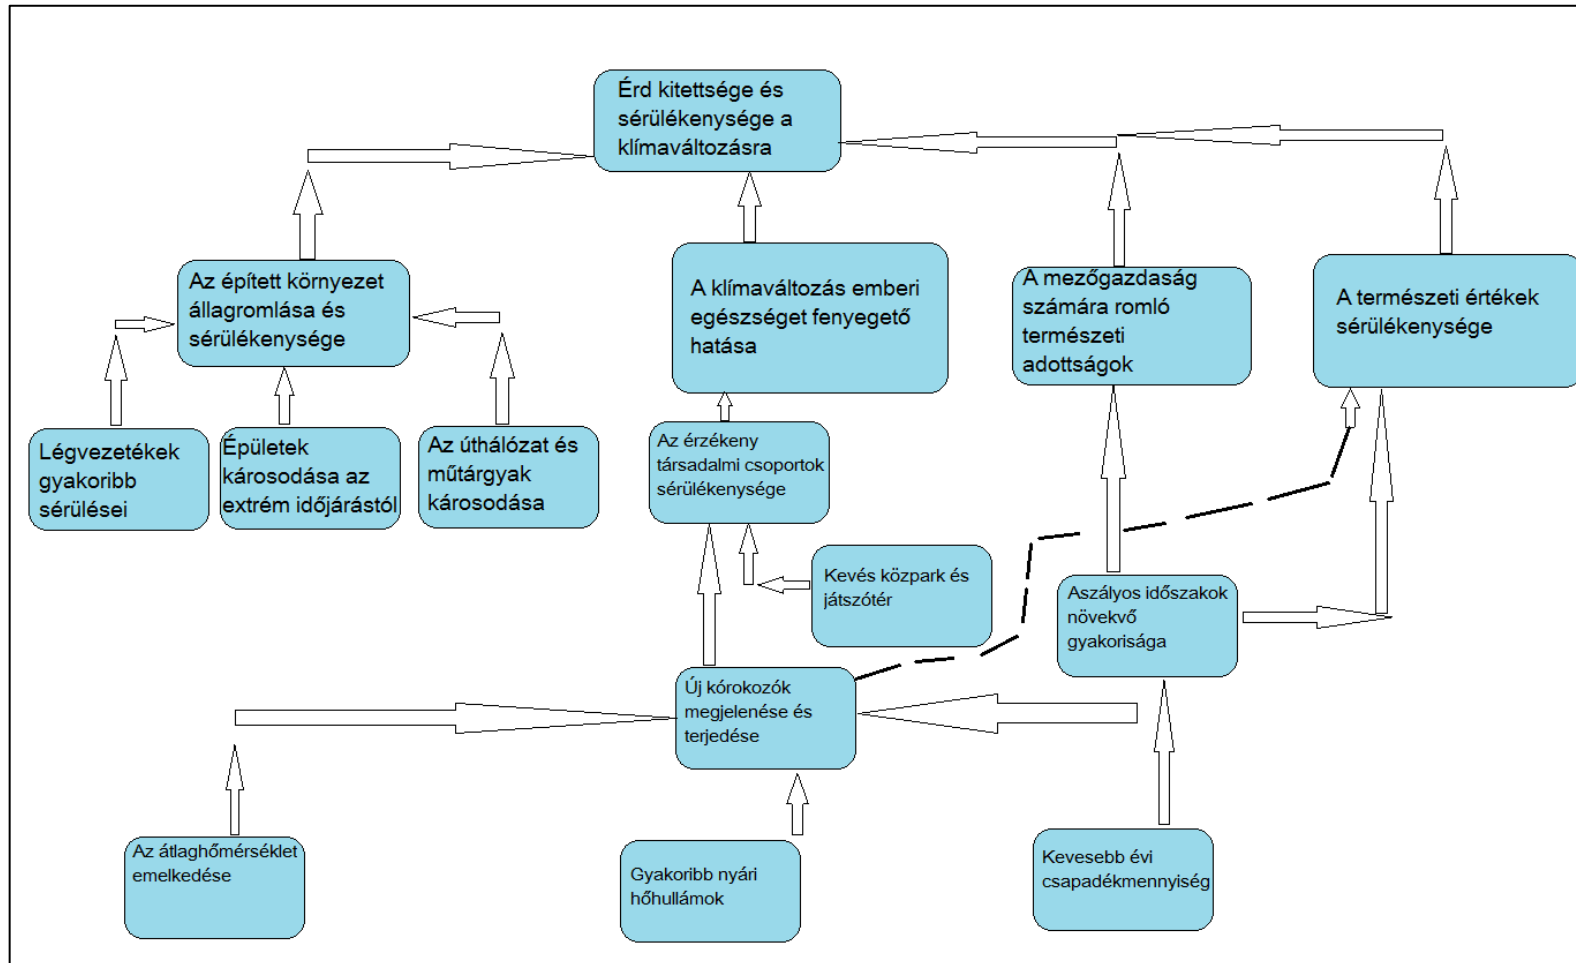 Érd kitettsége és
sérülékenysége a
klímaváltozásra
Az épített környezet
állagromlása és
sérülékenysége
A klímaváltozás emberi
egészséget fenyegető
hatása
A mezőgazdaság
számára romló
természeti
adottságok
A természeti értékek
sérülékenysége
Légvezetékek
gyakoribb
sérülései
Épületek
károsodása az
extrém időjárástól
Az úthálózat és
műtárgyak
károsodása
Az érzékeny
társadalmi csoportok
sérülékenysége
Kevés közpark és
játszótér
Aszályos időszakok
növekvő
gyakorisága
Új kórokozók
megjelenése és
terjedése
Az átlaghőmérséklet
emelkedése
Gyakoribb nyári
hőhullámok
Kevesebb évi
csapadékmennyiség